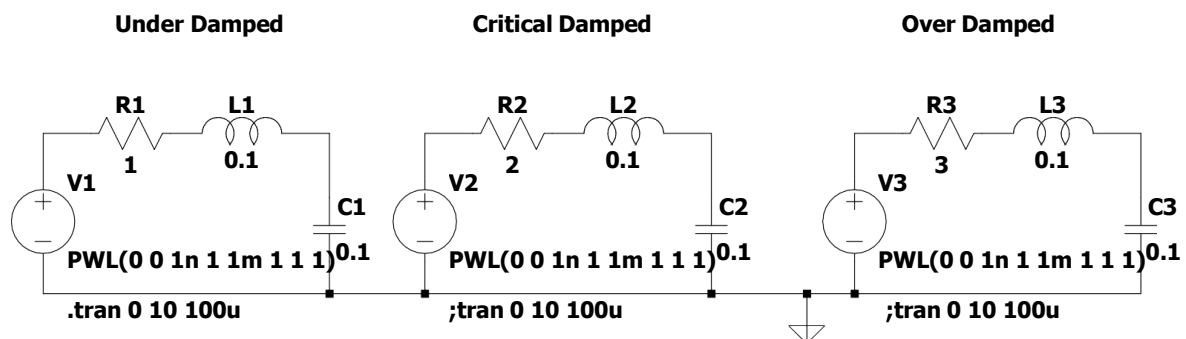 Under Damped
Critical Damped
Over Damped
R1
L1
R2
L2
R3
L3
1
0.1
2
0.1
3
0.1
V1
V2
V3
+
+
+
C1
C2
C3
PWL(0 0 1n 1 1m 1 1 1)
0.1
PWL(0 0 1n 1 1m 1 1 1)
0.1
PWL(0 0 1n 1 1m 1 1 1)
0.1
.tran 0 10 100u
;tran 0 10 100u
;tran 0 10 100u